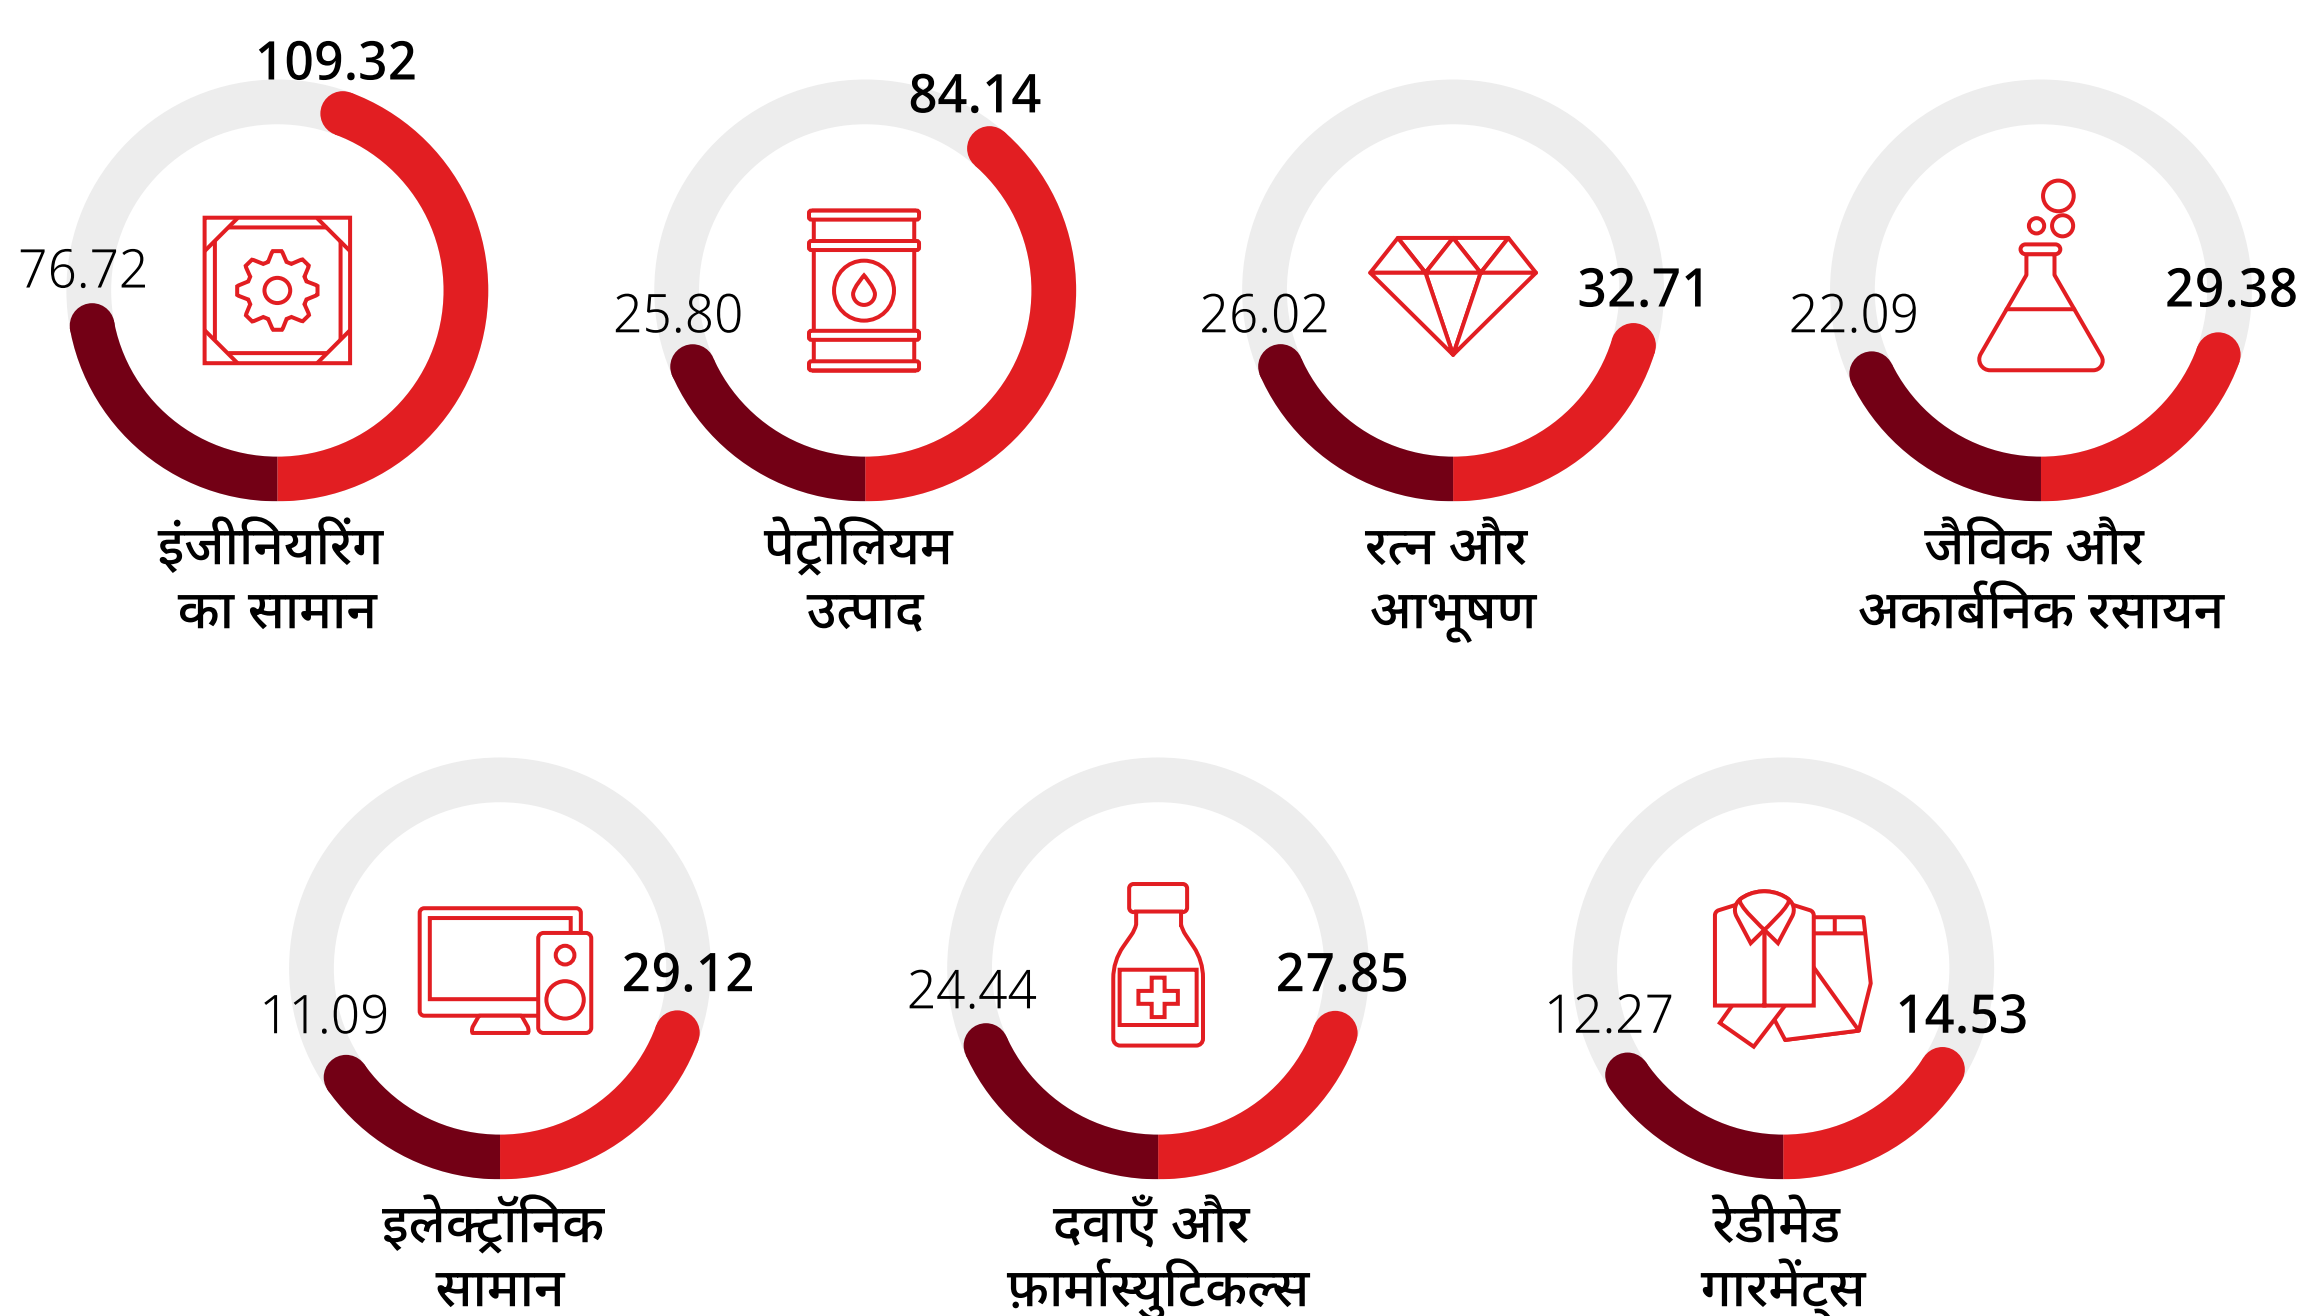 109.32
76.72
इंजीनियरिंग
का सामान
84.14
25.80
पेट्रोलियम
उत्पाद
32.71
26.02
रत्न और
आभूषण
29.38
22.09
जैविक और
अकार्बनिक रसायन
29.12
11.09
इलेक्ट्रॉनिक
सामान
27.85
24.44
दवाएँ और
फ़ार्मास्युटिकल्स
14.53
12.27
रेडीमेड
गारमेंट्स